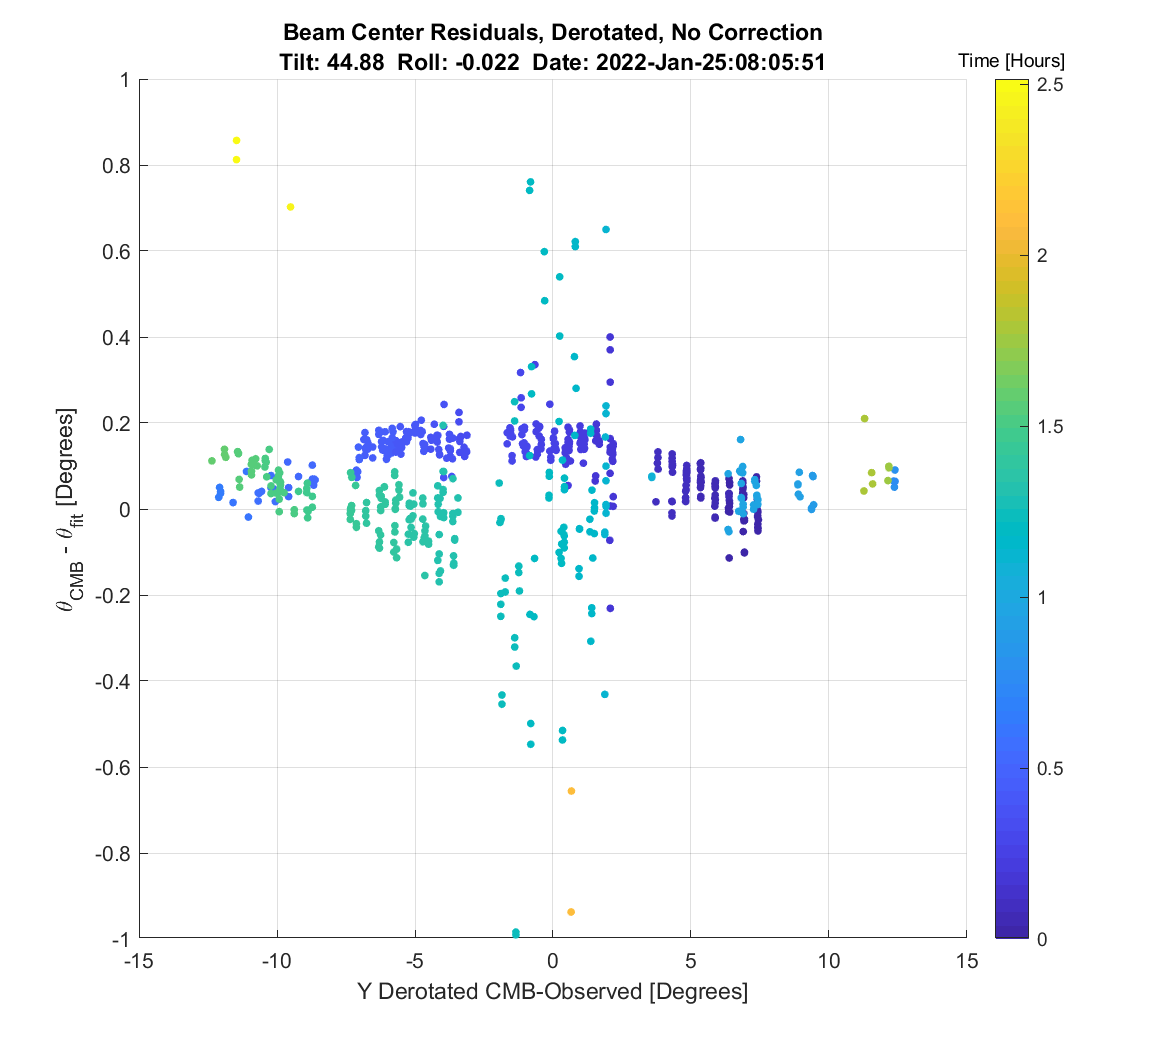 Beam Center Residuals, Derotated, No Correction
Tilt: 44.88 Roll: -0.022 Date: 2022-Jan-25:08:05:51
Time [Hours]
1
0.8
0.6
0.4
0.2
0
-0.2
-0.4
-0.6
-0.8
-1
θCMB - θfit [Degrees]
-15 -10 -5 0 5 10 15
Y Derotated CMB-Observed [Degrees]
2.5
2
1.5
1
0.5
0